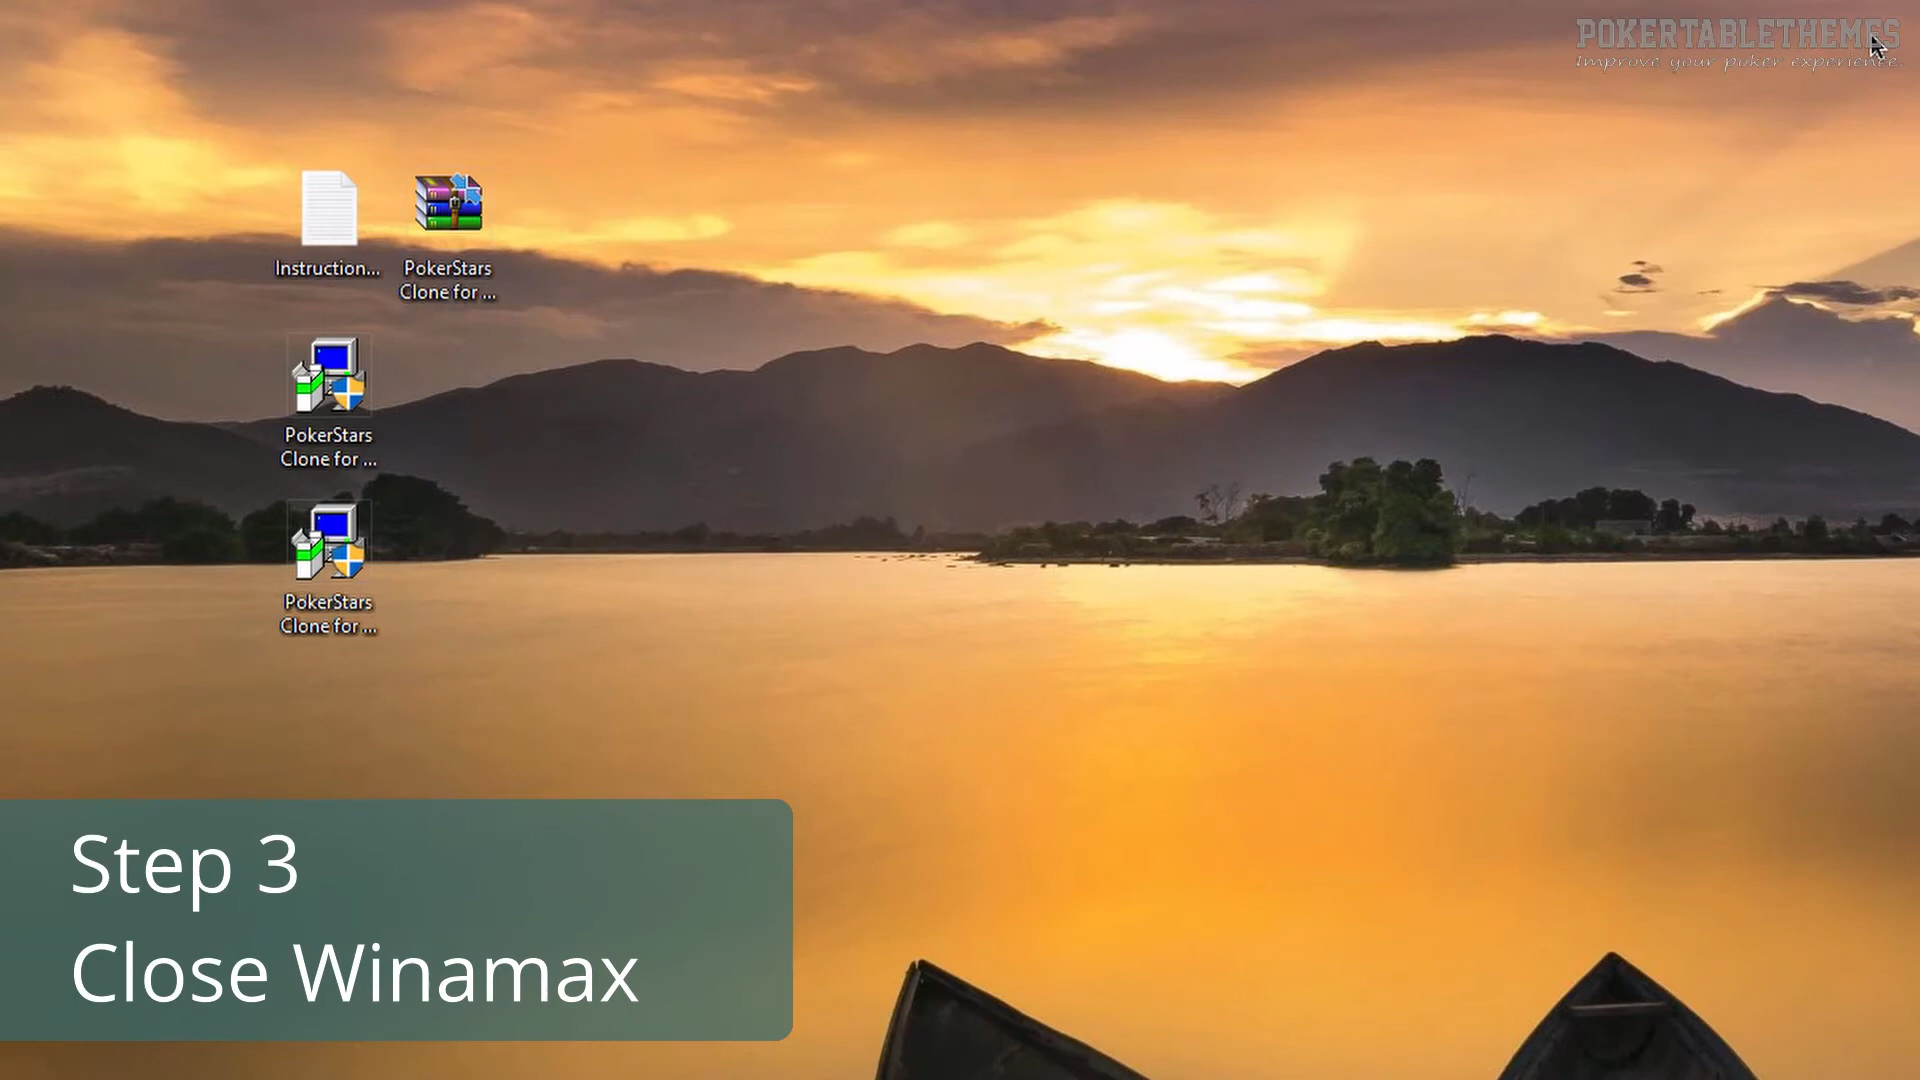 POKERTABLETHEMES
Improve your poker experience.
Instruction...
PokerStars
Clone for ...
PokerStars
Clone for ...
PokerStars
Clone for ...
Step 3
Close Winamax